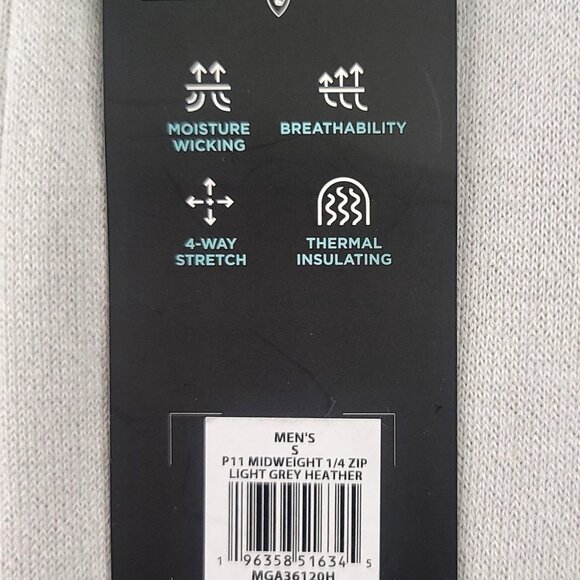 MOISTURE
WICKING
BREATHABILITY
4-WAY
STRETCH
THERMAL
INSULATING
MEN'S
S
P11 MIDWEIGHT 1/4 ZIP
LIGHT GREY HEATHER
1 96358 51634 5
MGA36120H